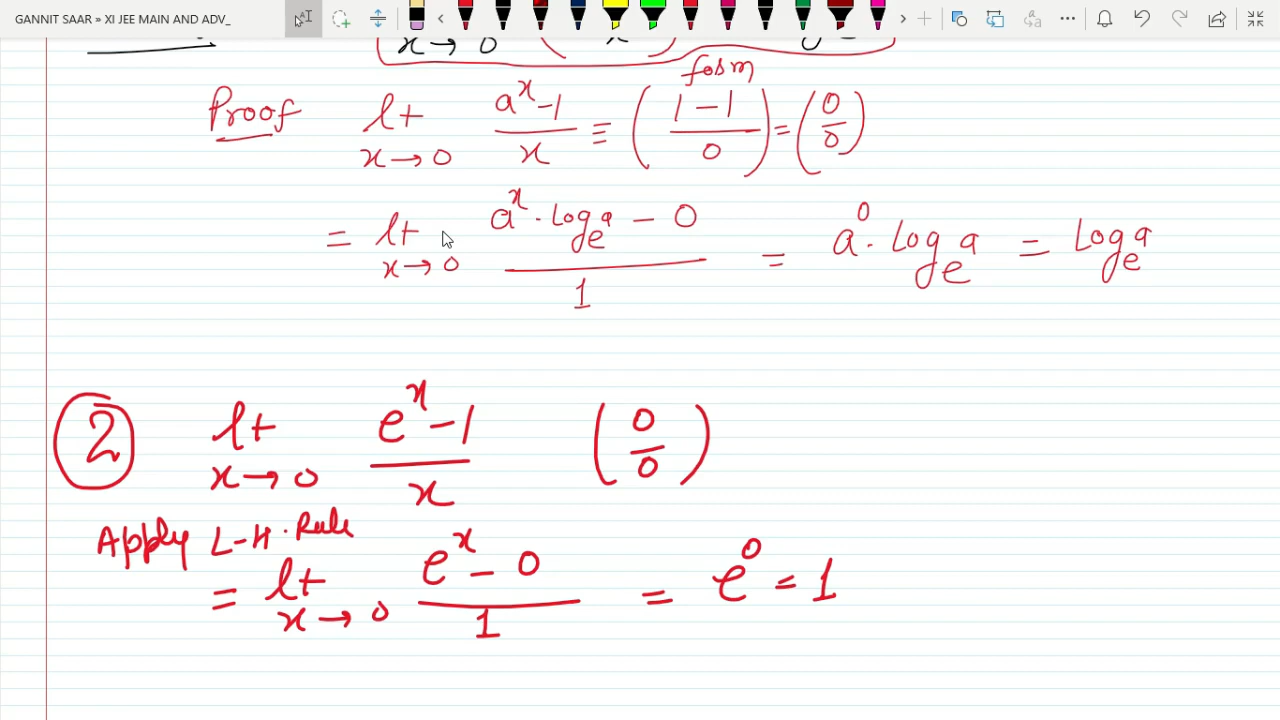 GANNIT SAAR » XI JEE MAIN AND ADV_
x → 0
form
Proof lt x → 0 (a^x - 1)/x ≡ ((1 - 1)/0) = (0/0)
= lt x → 0 (a^x · log_e a - 0)/1 = a^0 · log_e a = log_e a
2 lt x → 0 (e^x - 1)/x (0/0)
Apply L-H · Rule
= lt x → 0 (e^x - 0)/1 = e^0 = 1